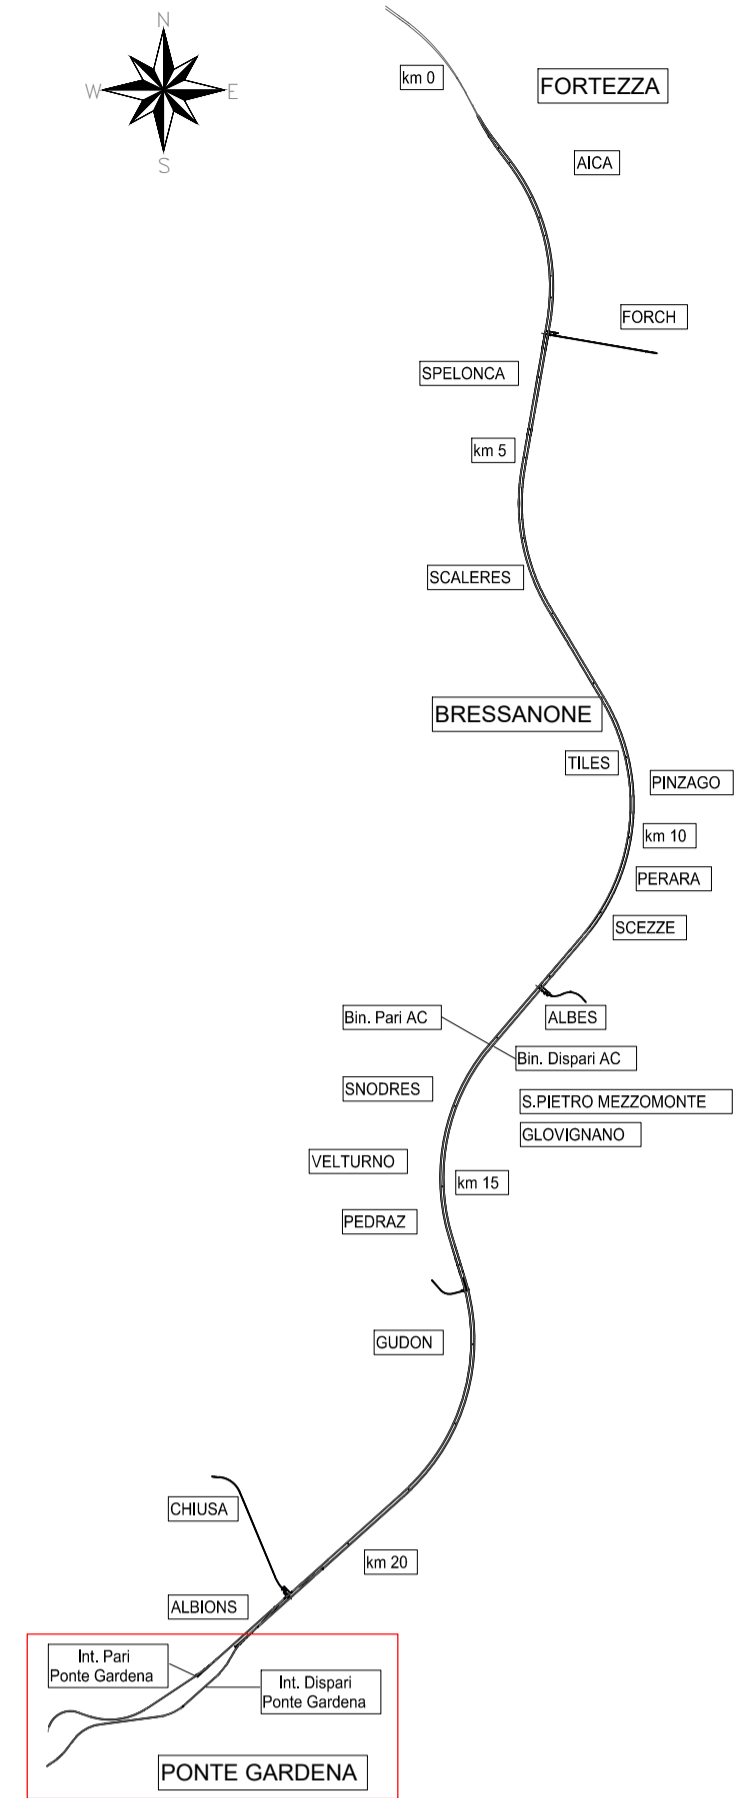 N
W
E
S
km 0
FORTEZZA
AICA
FORCH
SPELONCA
km 5
SCALERES
BRESSANONE
TILES
PINZAGO
km 10
PERARA
SCEZZE
Bin. Pari AC
ALBES
Bin. Dispari AC
SNODRES
S.PIETRO MEZZOMONTE
GLOVIGNANO
VELTURNO
km 15
PEDRAZ
GUDON
CHIUSA
km 20
ALBIONS
Int. Pari
Ponte Gardena
Int. Dispari
Ponte Gardena
PONTE GARDENA